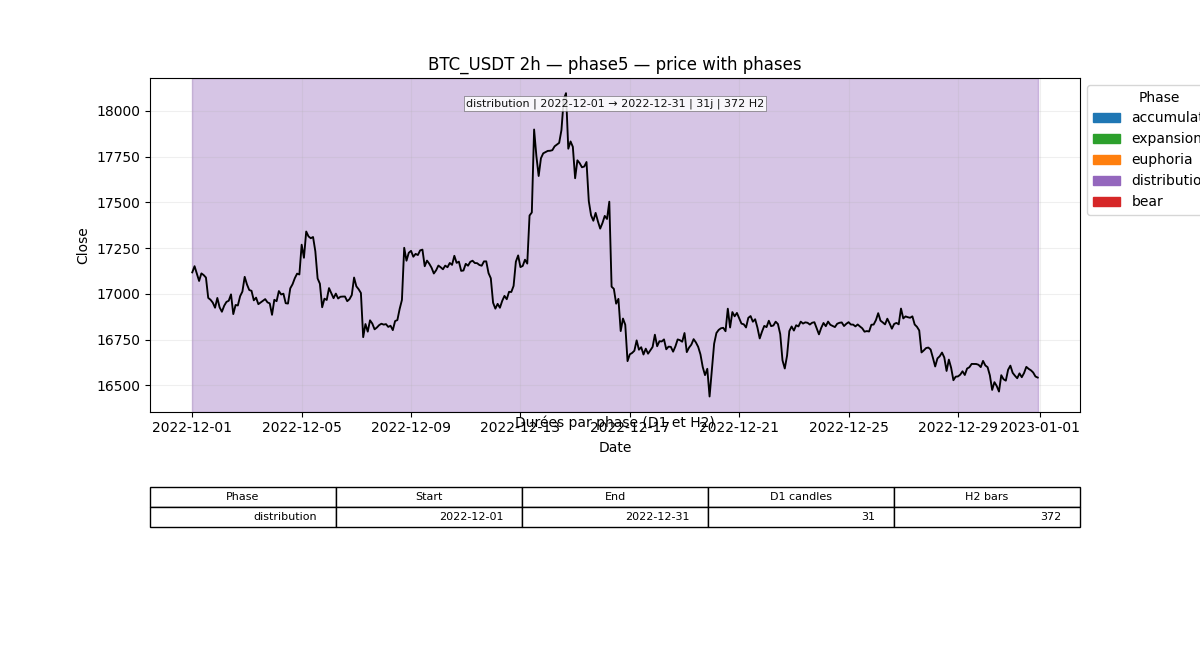 BTC_USDT 2h — phase5 — price with phases
distribution | 2022-12-01 → 2022-12-31 | 31j | 372 H2
Phase
accumulat
expansion
euphoria
distributio
bear
Close
18000
17750
17500
17250
17000
16750
16500
2022-12-01 2022-12-05 2022-12-09 2022-12-13 2022-12-17 2022-12-21 2022-12-25 2022-12-29 2023-01-01
Durées par phase (D1 et H2)
Date
Phase Start End D1 candles H2 bars
distribution 2022-12-01 2022-12-31 31 372